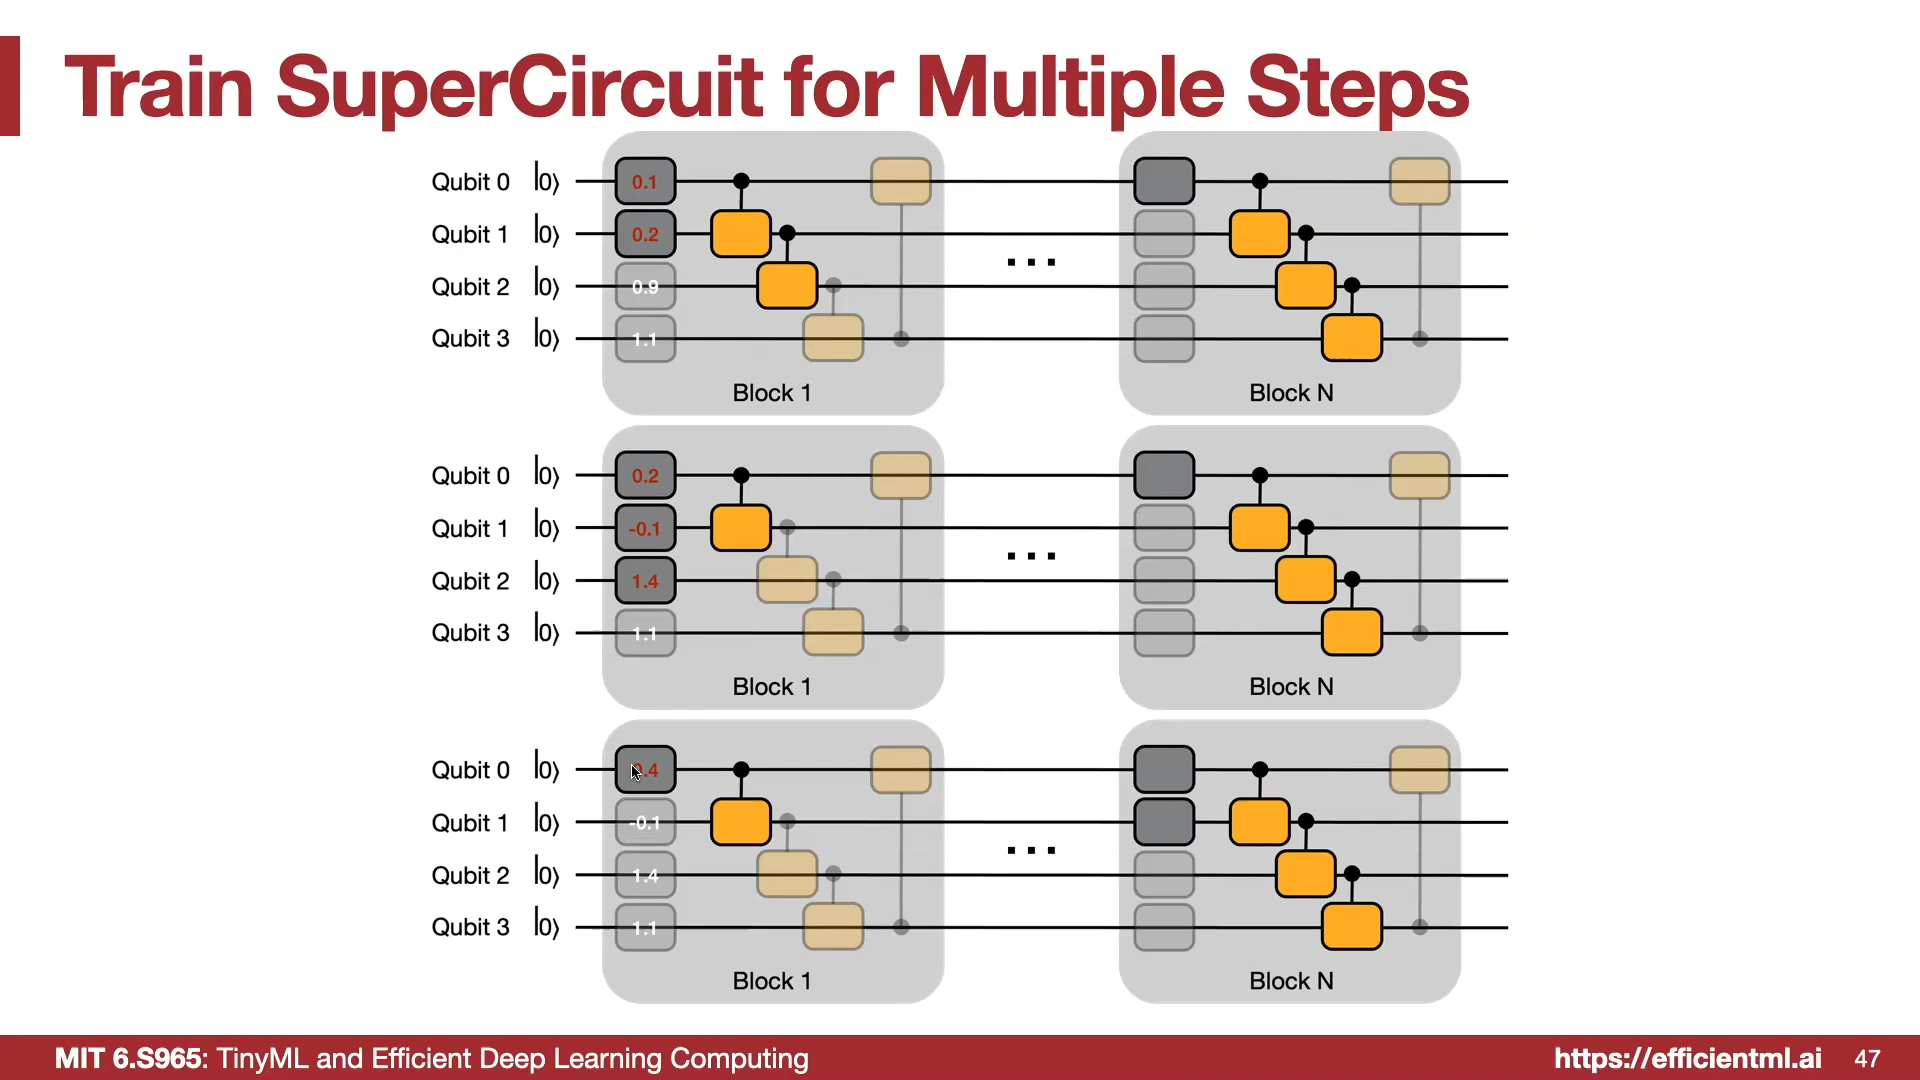 Train SuperCircuit for Multiple Steps
Qubit 0 |0⟩ 0.1
Qubit 1 |0⟩ 0.2
Qubit 2 |0⟩ 0.9
Qubit 3 |0⟩ 1.1
...
Block 1 Block N
Qubit 0 |0⟩ 0.2
Qubit 1 |0⟩ -0.1
Qubit 2 |0⟩ 1.4
Qubit 3 |0⟩ 1.1
...
Block 1 Block N
Qubit 0 |0⟩ 0.4
Qubit 1 |0⟩ -0.1
Qubit 2 |0⟩ 1.4
Qubit 3 |0⟩ 1.1
...
Block 1 Block N
MIT 6.S965: TinyML and Efficient Deep Learning Computing https://efficientml.ai 47